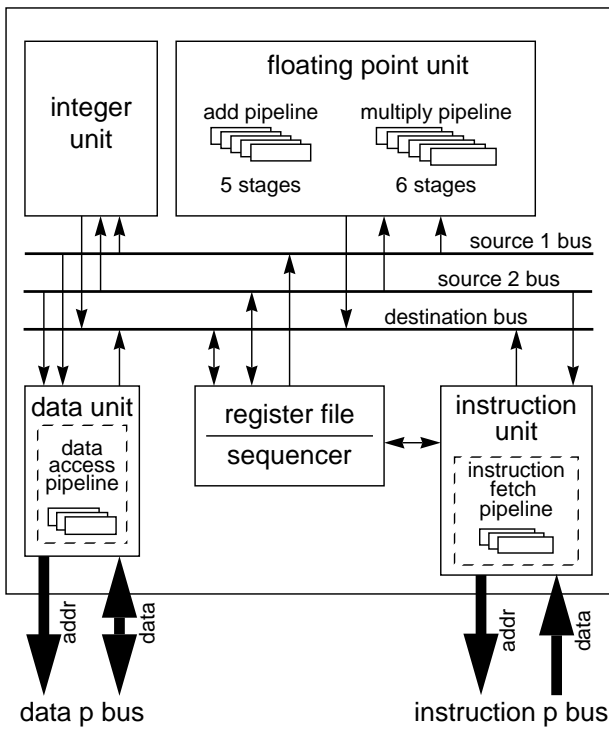 integer
unit
floating point unit
add pipeline
multiply pipeline
5 stages
6 stages
source 1 bus
source 2 bus
destination bus
data unit
data
access
pipeline
register file
sequencer
instruction
unit
instruction
fetch
pipeline
addr
data
addr
data
data p bus
instruction p bus